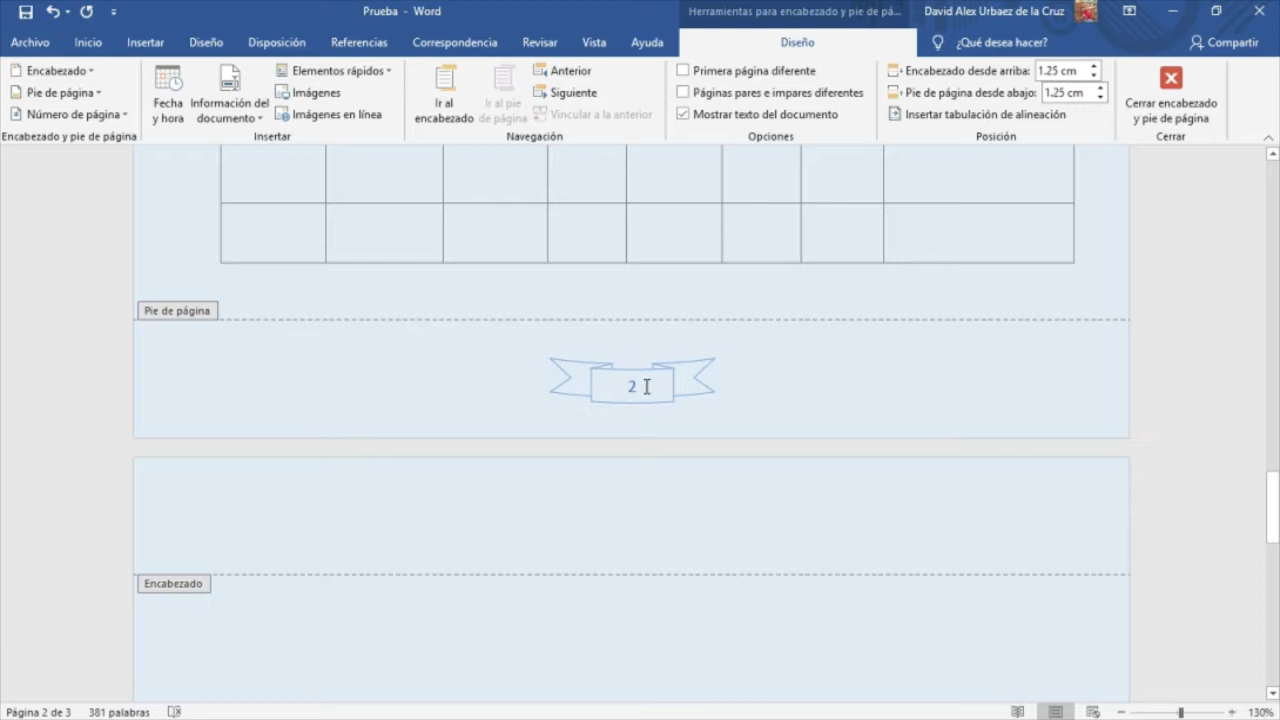 Prueba - Word
Herramientas para encabezado y pie de pá...
David Alex Urbaez de la Cruz
Archivo Inicio Insertar Diseño Disposición Referencias Correspondencia Revisar Vista Ayuda Diseño ¿Qué desea hacer? Compartir
Encabezado
Pie de página
Número de página
Encabezado y pie de página
Fecha
y hora
Información del
documento
Elementos rápidos
Imágenes
Imágenes en línea
Insertar
Ir al
encabezado
Ir al pie
de página
Anterior
Siguiente
Vincular a la anterior
Navegación
Primera página diferente
Páginas pares e impares diferentes
Mostrar texto del documento
Opciones
Encabezado desde arriba: 1.25 cm
Pie de página desde abajo: 1.25 cm
Insertar tabulación de alineación
Posición
Cerrar encabezado
y pie de página
Cerrar
Pie de página
2
Encabezado
Página 2 de 3 381 palabras 130%